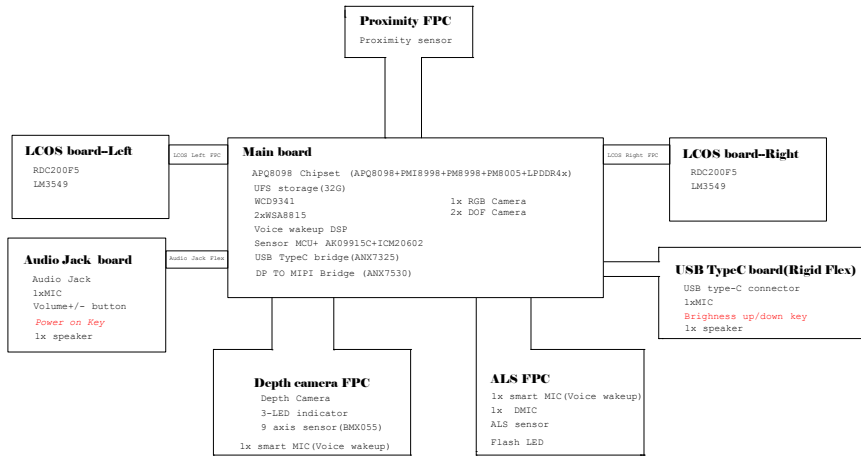 Proximity FPC
Proximity sensor
LCOS board--Left
RDC200F5
LM3549
LCOS Left FPC
Main board
APQ8098 Chipset (APQ8098+PMI8998+PM8998+PM8005+LPDDR4x)
UFS storage(32G)
WCD9341
2xWSA8815
Voice wakeup DSP
Sensor MCU+ AK09915C+ICM20602
USB TypeC bridge(ANX7325)
DP TO MIPI Bridge (ANX7530)
1x RGB Camera
2x DOF Camera
LCOS Right FPC
LCOS board--Right
RDC200F5
LM3549
Audio Jack board
Audio Jack
1xMIC
Volume+/- button
Power on Key
1x speaker
Audio Jack Flex
USB TypeC board(Rigid Flex)
USB type-C connector
1xMIC
Brighness up/down key
1x speaker
Depth camera FPC
Depth Camera
3-LED indicator
9 axis sensor(BMX055)
1x smart MIC(Voice wakeup)
ALS FPC
1x smart MIC(Voice wakeup)
1x DMIC
ALS sensor
Flash LED